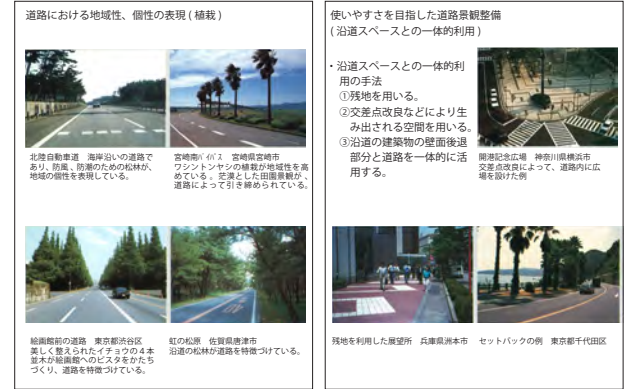 道路における地域性、個性の表現 ( 植栽 )
北陸自動車道　海岸沿いの道路で
あり、防風、防潮のための松林が、
地域の個性を表現している。
宮崎南ﾊﾞｲﾊﾟｽ　宮崎県宮崎市
ワシントンヤシの植栽が地域性を高
めている 。茫漠とした田園景観が 、
道路によって引き締められている。
絵画館前の道路　東京都渋谷区
美しく整えられたイチョウの４本
並木が絵画館へのビスタをかたち
づくり、道路を特徴づけている。
虹の松原　佐賀県唐津市
沿道の松林が道路を特徴づけている。
使いやすさを目指した道路景観整備
( 沿道スペースとの一体的利用 )
・沿道スペースとの一体的利
用の手法
①残地を用いる。
②交差点改良などにより生
み出される空間を用いる。
③沿道の建築物の壁面後退
部分と道路を一体的に活
用する。
開港記念広場　神奈川県横浜市
交差点改良によって、道路内に広
場を設けた例
残地を利用した展望所　兵庫県洲本市
セットバックの例　東京都千代田区